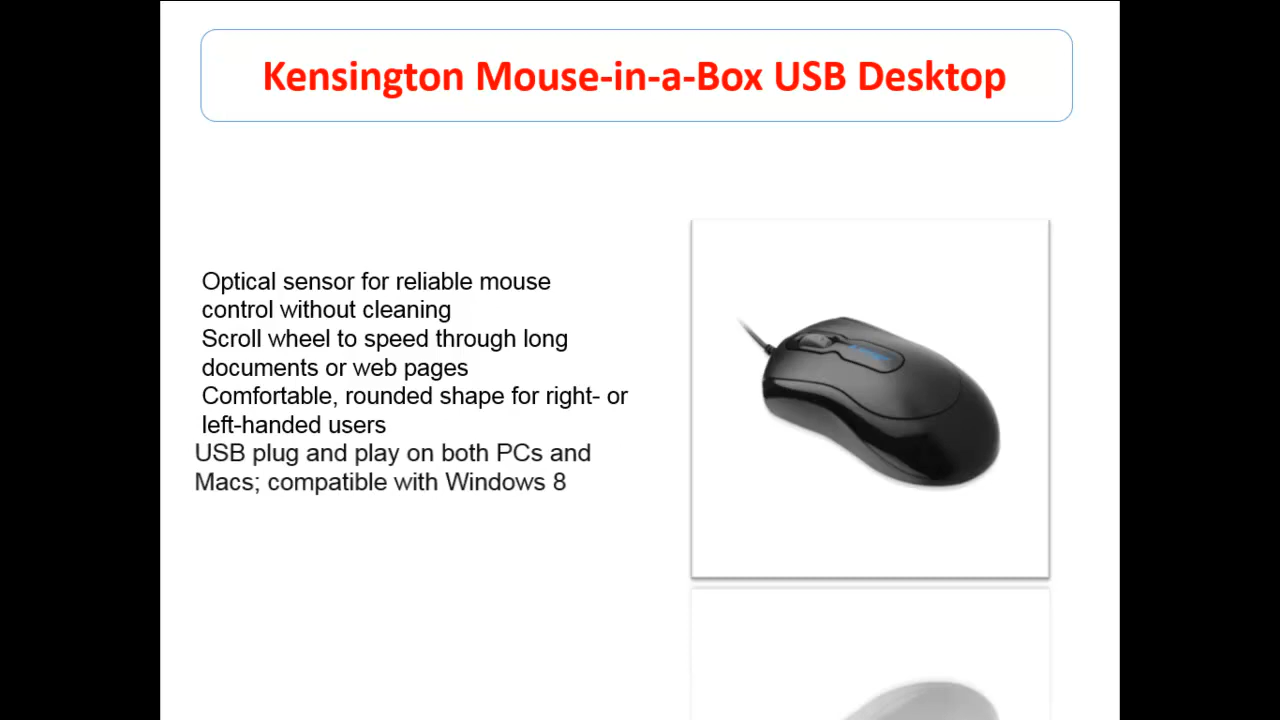 Kensington Mouse-in-a-Box USB Desktop
Optical sensor for reliable mouse
control without cleaning
Scroll wheel to speed through long
documents or web pages
Comfortable, rounded shape for right- or
left-handed users
USB plug and play on both PCs and
Macs; compatible with Windows 8